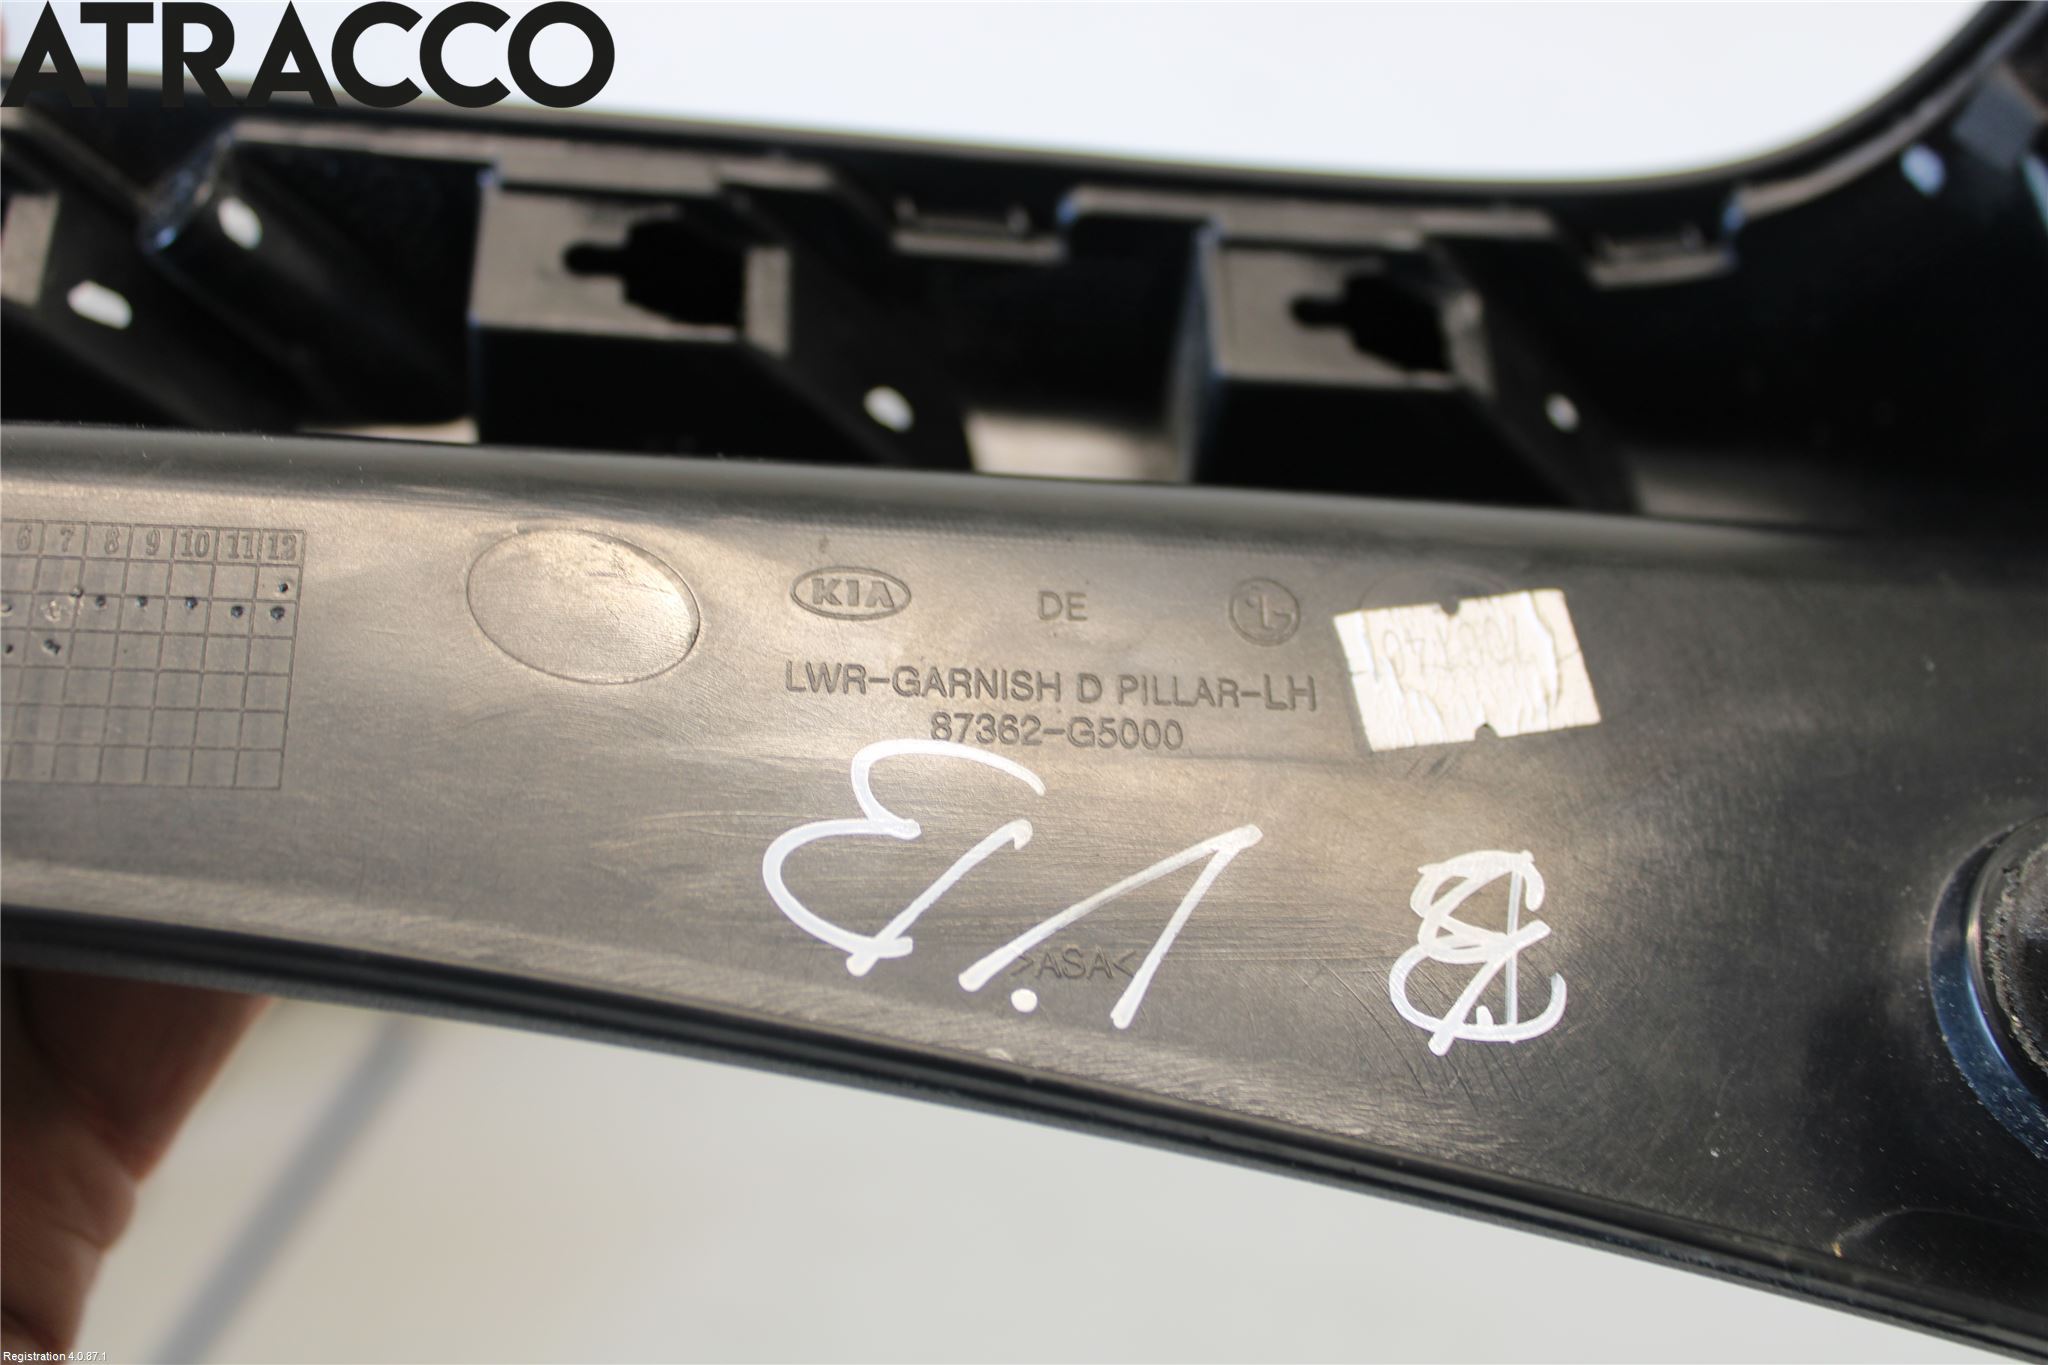 ATRACCO
6 7 8 9 10 11 12
KIA DE
LWR-GARNISH D PILLAR-LH
87362-G5000
>ASA<
Registration 4.0.87.1